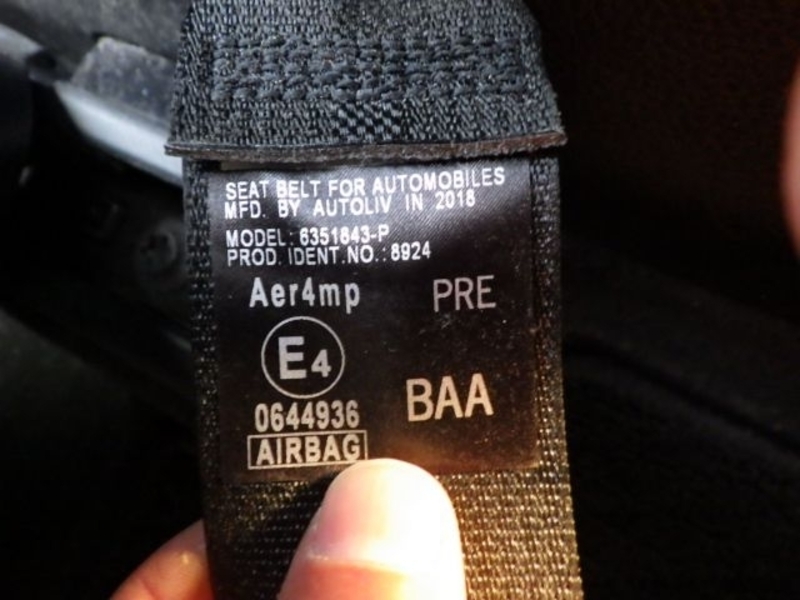 SEAT BELT FOR AUTOMOBILES
MFD. BY AUTOLIV IN 2018
MODEL: 6351843-P
PROD. IDENT.NO.: 8924
Aer4mp PRE
E4
0644936 BAA
AIRBAG